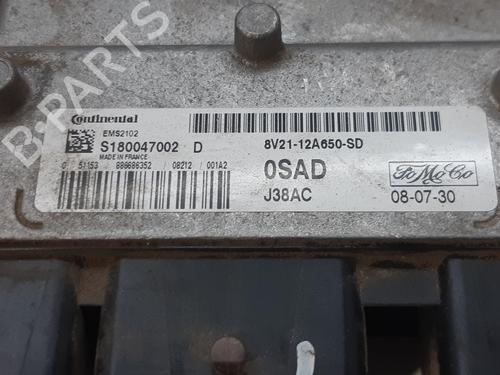 B-PARTS
Continental
EMS2102
S180047002 D
MADE IN FRANCE
8V21-12A650-SD
0 51153 886686352 08212 001A2
0SAD
J38AC
FoMoCo
08-07-30